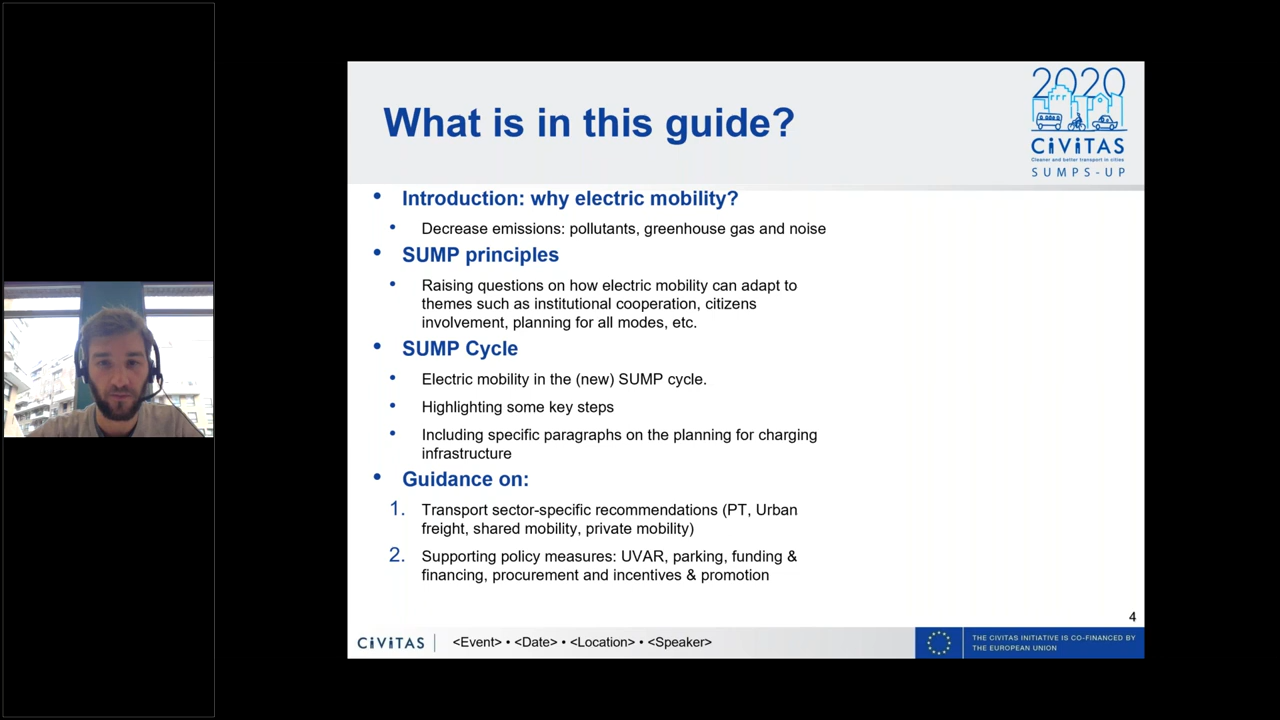 What is in this guide?
2020
CiViTAS
Cleaner and better transport in cities
SUMPS-UP
• Introduction: why electric mobility?
• Decrease emissions: pollutants, greenhouse gas and noise
• SUMP principles
• Raising questions on how electric mobility can adapt to
themes such as institutional cooperation, citizens
involvement, planning for all modes, etc.
• SUMP Cycle
• Electric mobility in the (new) SUMP cycle.
• Highlighting some key steps
• Including specific paragraphs on the planning for charging
infrastructure
• Guidance on:
1. Transport sector-specific recommendations (PT, Urban
freight, shared mobility, private mobility)
2. Supporting policy measures: UVAR, parking, funding &
financing, procurement and incentives & promotion
4
CiViTAS
<Event> • <Date> • <Location> • <Speaker>
THE CIVITAS INITIATIVE IS CO-FINANCED BY
THE EUROPEAN UNION